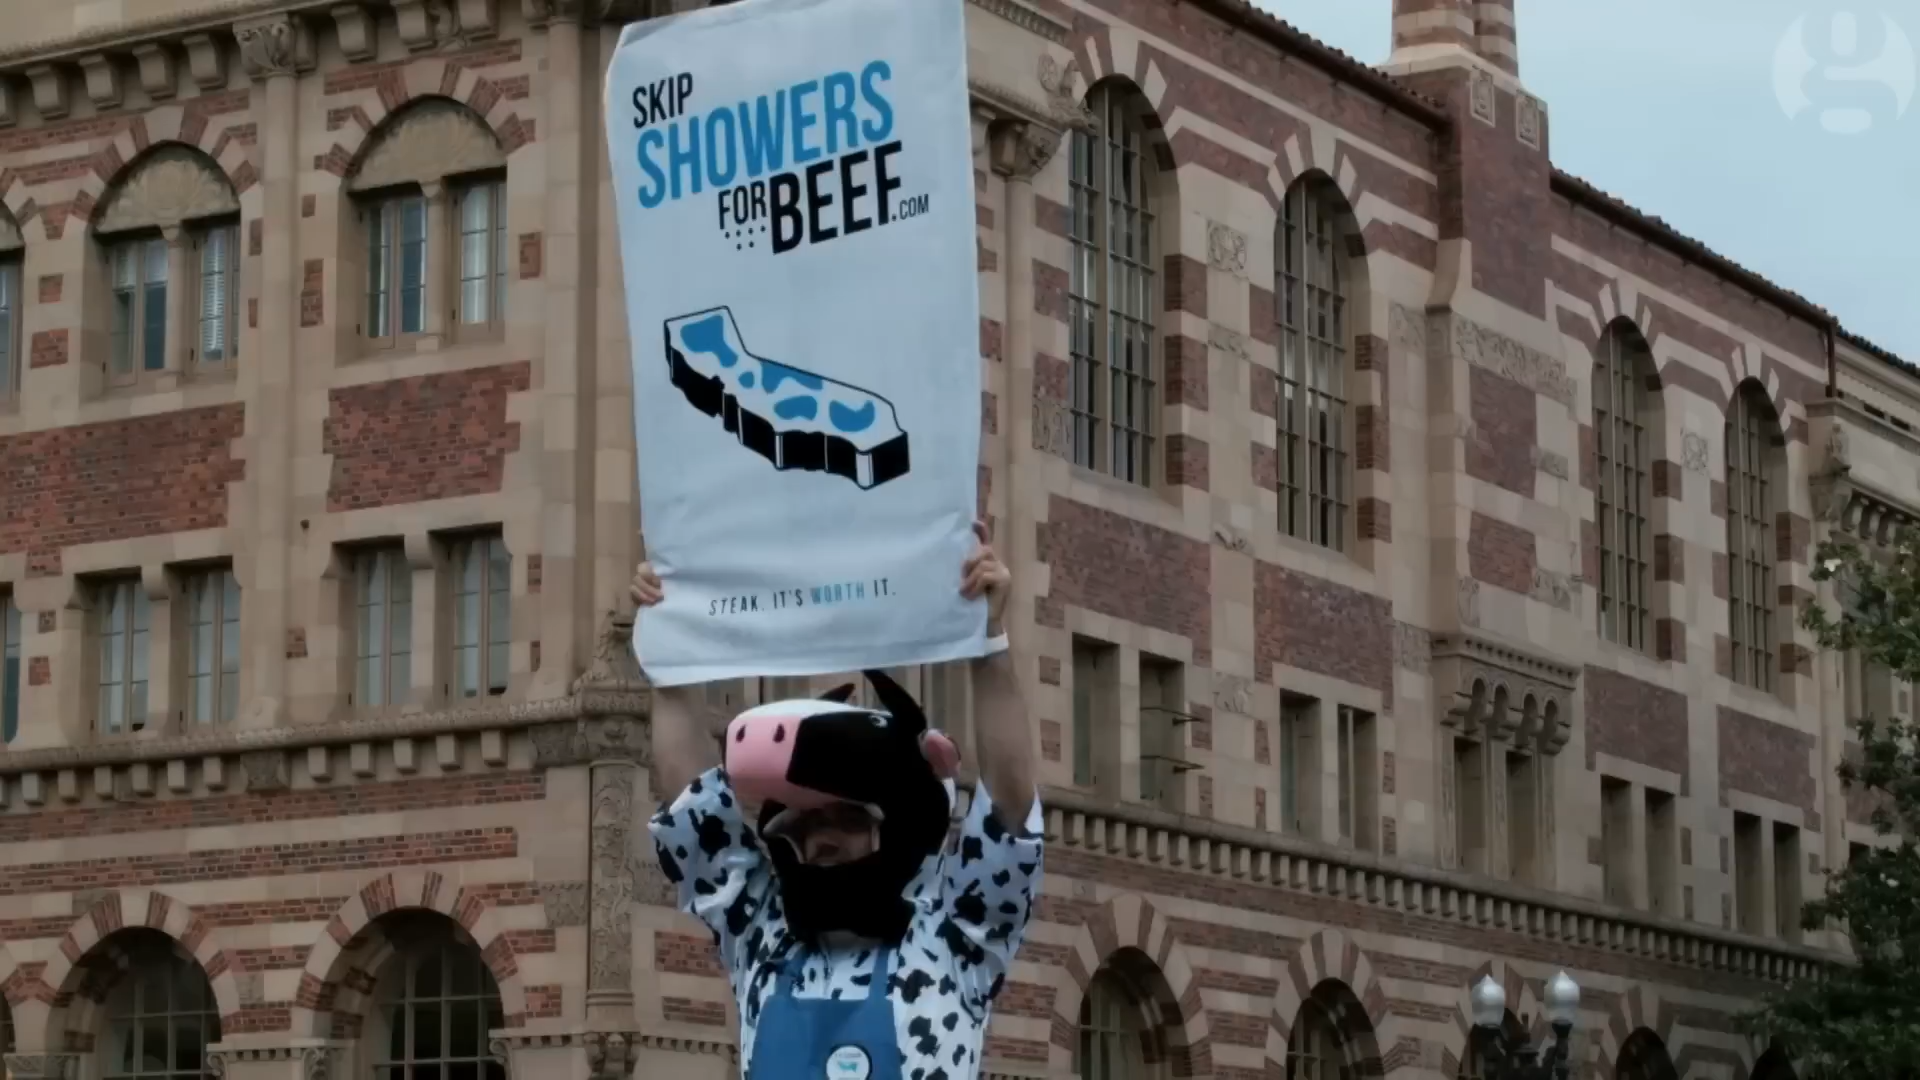 SKIP
SHOWERS
FOR BEEF.COM
STEAK. IT'S WORTH IT.
g